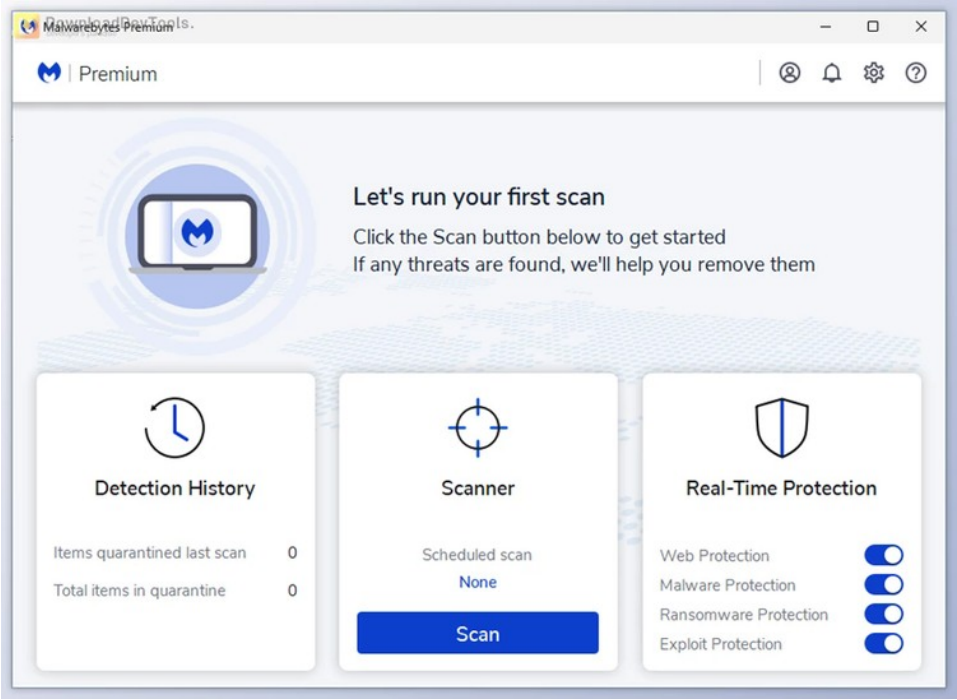 DownloadDevTools.
Malwarebytes Premium
Premium
Let's run your first scan
Click the Scan button below to get started
If any threats are found, we'll help you remove them
Detection History
Items quarantined last scan 0
Total items in quarantine 0
Scanner
Scheduled scan
None
Scan
Real-Time Protection
Web Protection
Malware Protection
Ransomware Protection
Exploit Protection